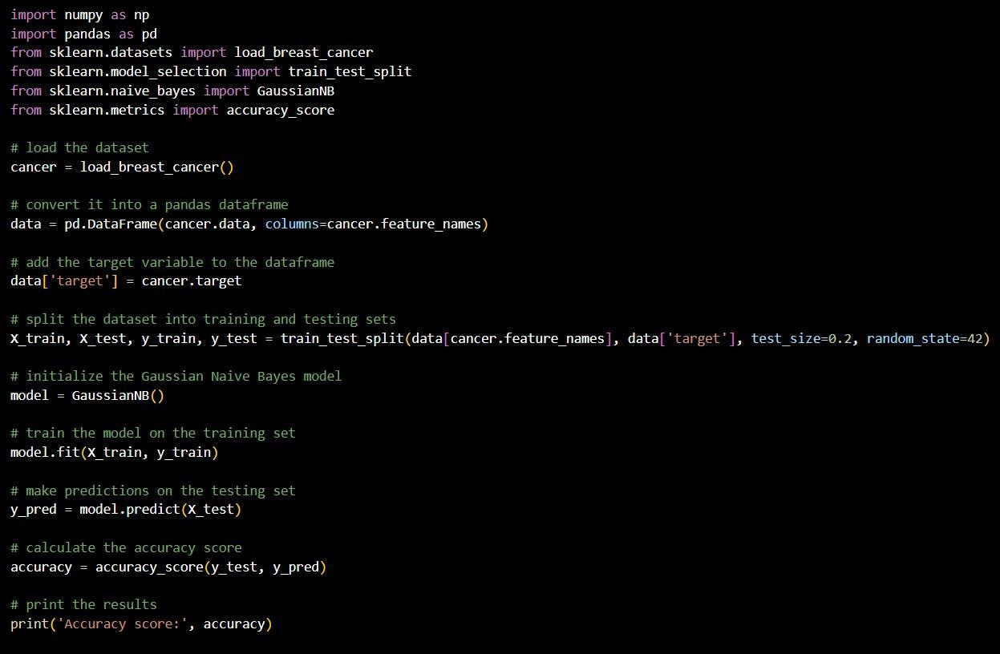 import numpy as np
import pandas as pd
from sklearn.datasets import load_breast_cancer
from sklearn.model_selection import train_test_split
from sklearn.naive_bayes import GaussianNB
from sklearn.metrics import accuracy_score

# load the dataset
cancer = load_breast_cancer()

# convert it into a pandas dataframe
data = pd.DataFrame(cancer.data, columns=cancer.feature_names)

# add the target variable to the dataframe
data['target'] = cancer.target

# split the dataset into training and testing sets
X_train, X_test, y_train, y_test = train_test_split(data[cancer.feature_names], data['target'], test_size=0.2, random_state=42)

# initialize the Gaussian Naive Bayes model
model = GaussianNB()

# train the model on the training set
model.fit(X_train, y_train)

# make predictions on the testing set
y_pred = model.predict(X_test)

# calculate the accuracy score
accuracy = accuracy_score(y_test, y_pred)

# print the results
print('Accuracy score:', accuracy)